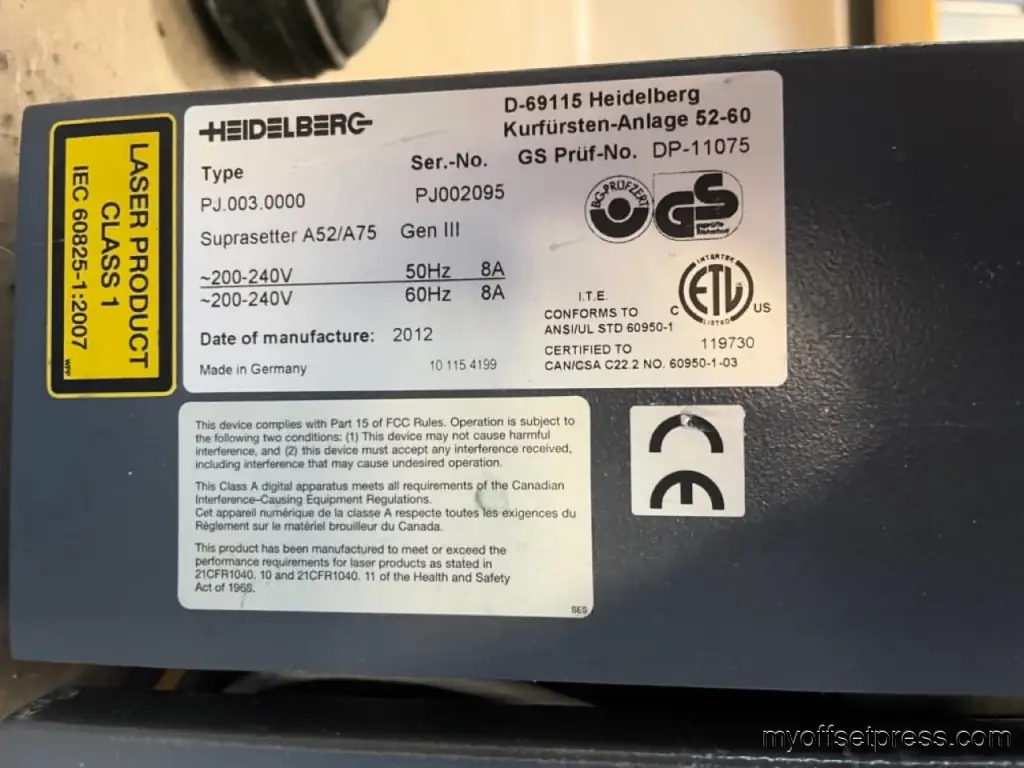 LASER PRODUCT
CLASS 1
IEC 60825-1:2007
WPP
HEIDELBERG
D-69115 Heidelberg
Kurfürsten-Anlage 52-60
Type
Ser.-No.
GS Prüf-No. DP-11075
PJ.003.0000
PJ002095
Suprasetter A52/A75 Gen III
~200-240V 50Hz 8A
~200-240V 60Hz 8A
Date of manufacture: 2012
Made in Germany
10 115 4199
BG-PRÜFZERT
GS
geprüfte
Sicherheit
INTERTEK
C ETL US
LISTED
I.T.E.
CONFORMS TO
ANSI/UL STD 60950-1
119730
CERTIFIED TO
CAN/CSA C22.2 NO. 60950-1-03
This device complies with Part 15 of FCC Rules. Operation is subject to
the following two conditions: (1) This device may not cause harmful
interference, and (2) this device must accept any interference received,
including interference that may cause undesired operation.
This Class A digital apparatus meets all requirements of the Canadian
Interference-Causing Equipment Regulations.
Cet appareil numérique de la classe A respecte toutes les exigences du
Règlement sur le matériel brouilleur du Canada.
This product has been manufactured to meet or exceed the
performance requirements for laser products as stated in
21CFR1040. 10 and 21CFR1040. 11 of the Health and Safety
Act of 1968.
SES
CE
myoffsetpress.com